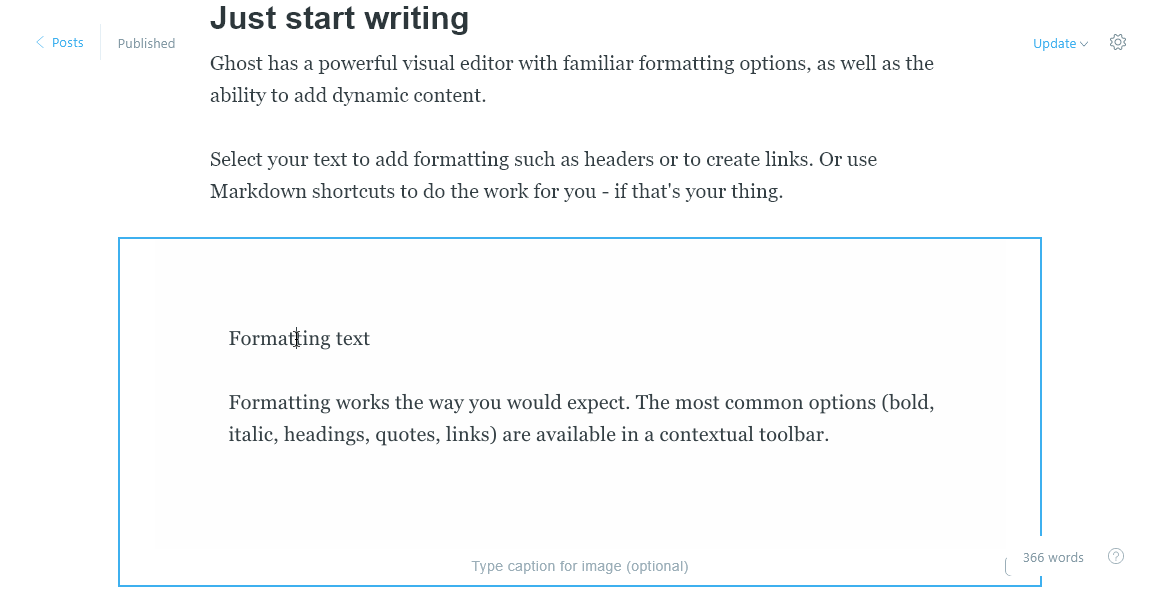 Just start writing
Posts
Published
Update
Ghost has a powerful visual editor with familiar formatting options, as well as the
ability to add dynamic content.
Select your text to add formatting such as headers or to create links. Or use
Markdown shortcuts to do the work for you - if that's your thing.
Formatting text
Formatting works the way you would expect. The most common options (bold,
italic, headings, quotes, links) are available in a contextual toolbar.
366 words
?
Type caption for image (optional)